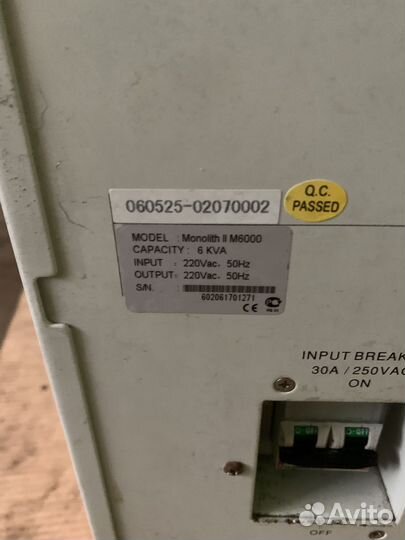 060525-02070002
Q.C.
PASSED
MODEL : Monolith II M6000
CAPACITY : 6 KVA
INPUT : 220Vac, 50Hz
OUTPUT: 220Vac, 50Hz
S/N.
602061701271
CE
INPUT BREAK
30A / 250VAC
ON
OFF
Avito